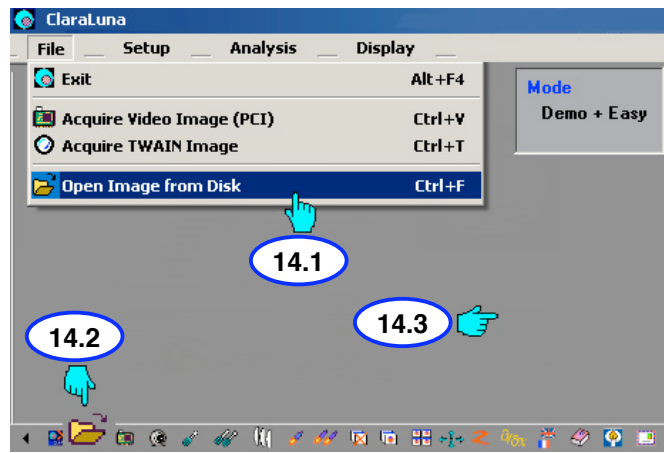 ClaraLuna
File Setup Analysis Display
Exit Alt+F4
Acquire Video Image (PCI) Ctrl+V
Acquire TWAIN Image Ctrl+T
Open Image from Disk Ctrl+F
Mode
Demo + Easy
14.1
14.3
14.2